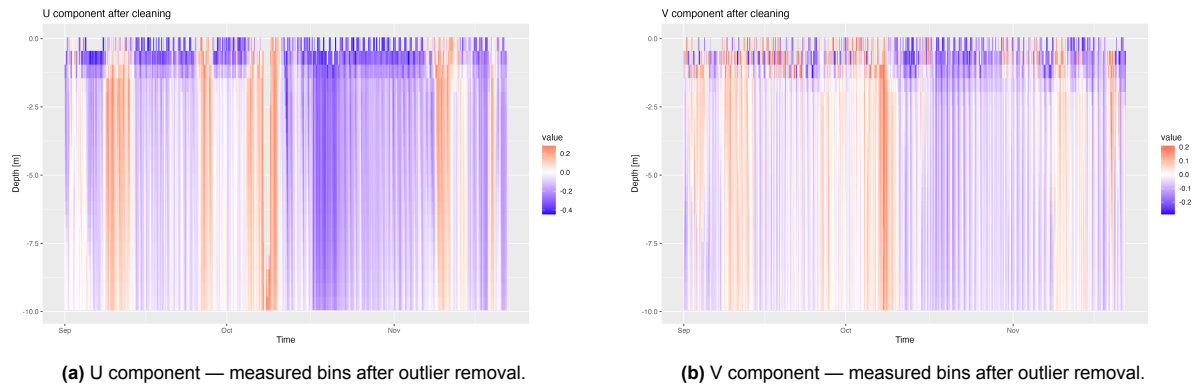 U component after cleaning
0.0
-2.5
-5.0
-7.5
-10.0
Depth [m]
Sep
Oct
Nov
Time
value
0.2
0.0
-0.2
-0.4
(a) U component — measured bins after outlier removal.
V component after cleaning
0.0
-2.5
-5.0
-7.5
-10.0
Depth [m]
Sep
Oct
Nov
Time
value
0.2
0.1
0.0
-0.1
-0.2
(b) V component — measured bins after outlier removal.